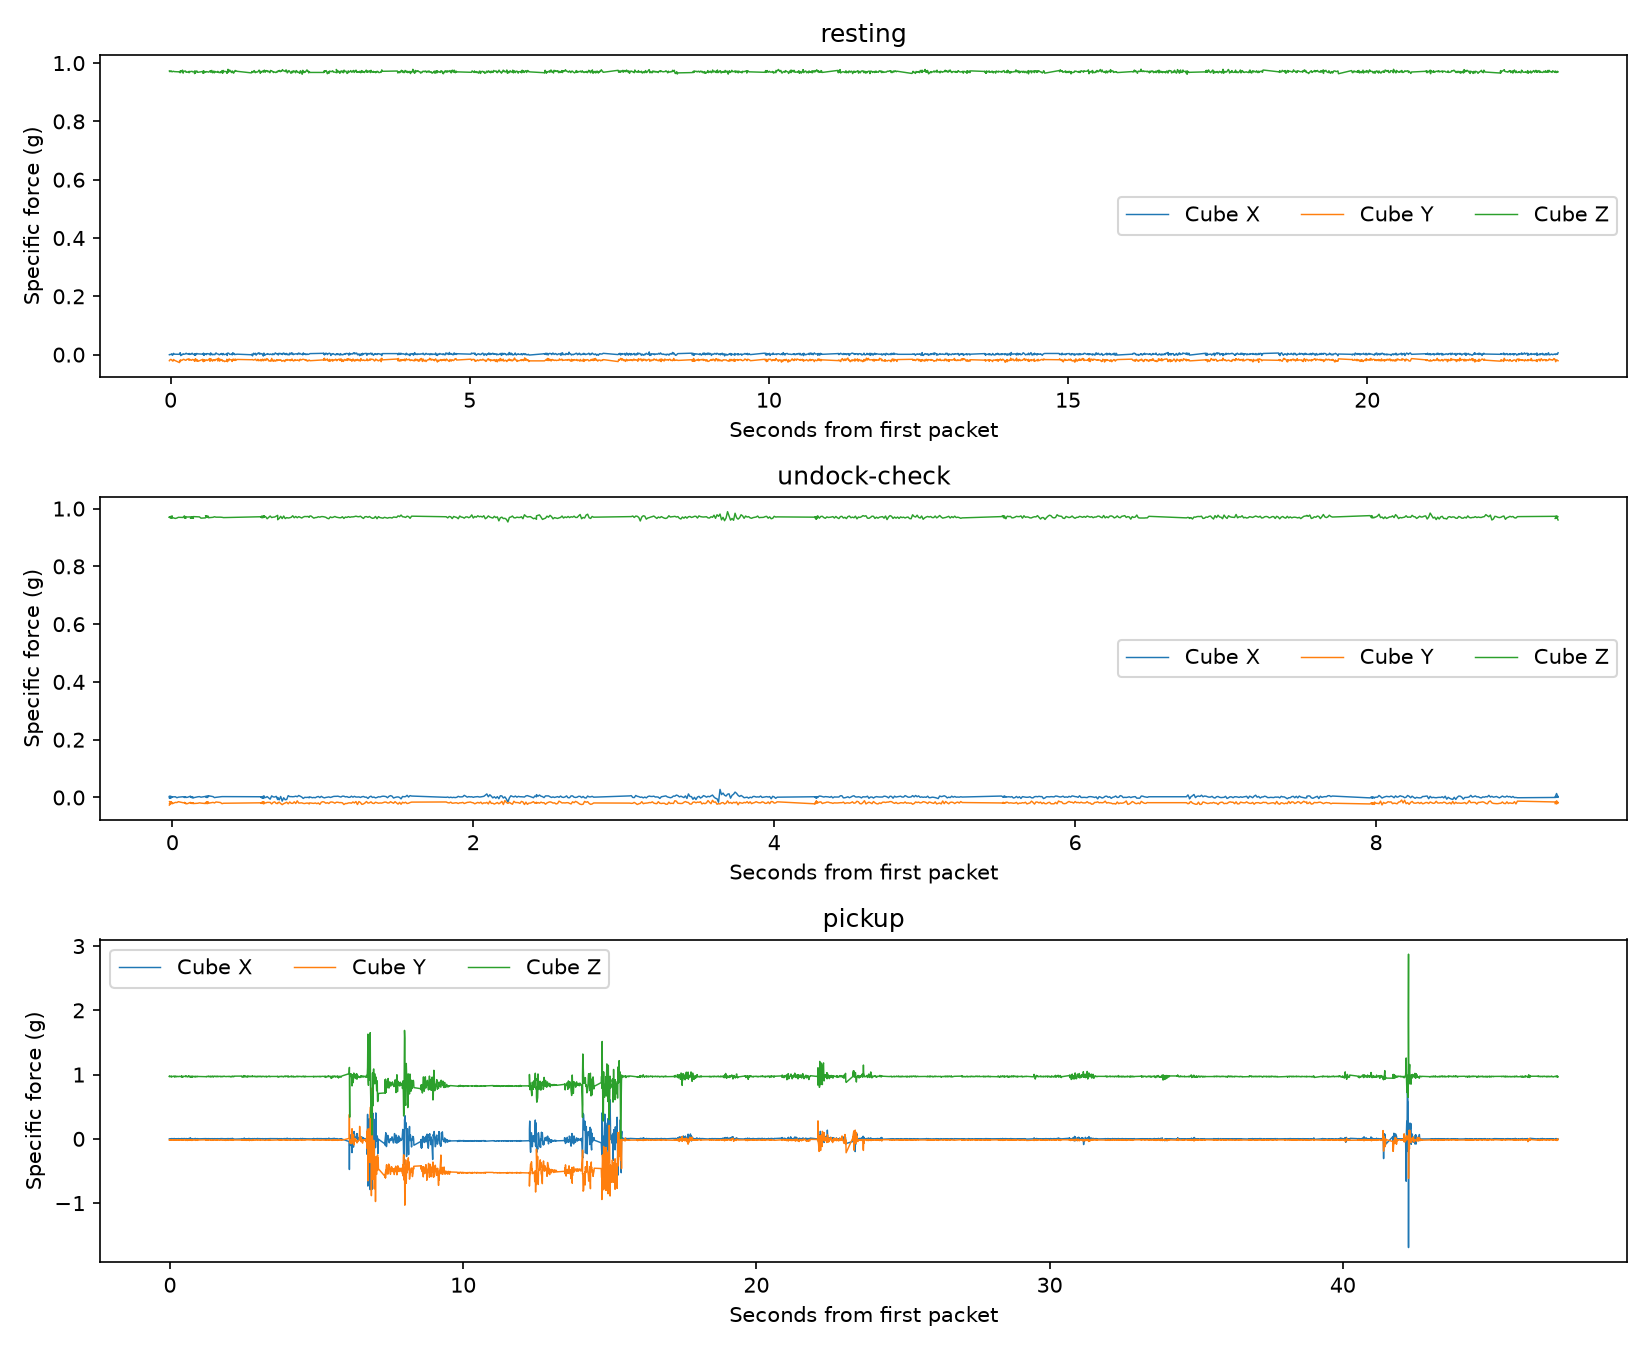 resting
1.0
0.8
0.6
0.4
0.2
0.0
Specific force (g)
Cube X Cube Y Cube Z
0 5 10 15 20
Seconds from first packet
undock-check
1.0
0.8
0.6
0.4
0.2
0.0
Specific force (g)
Cube X Cube Y Cube Z
0 2 4 6 8
Seconds from first packet
pickup
3
2
1
0
−1
Specific force (g)
Cube X Cube Y Cube Z
0 10 20 30 40
Seconds from first packet